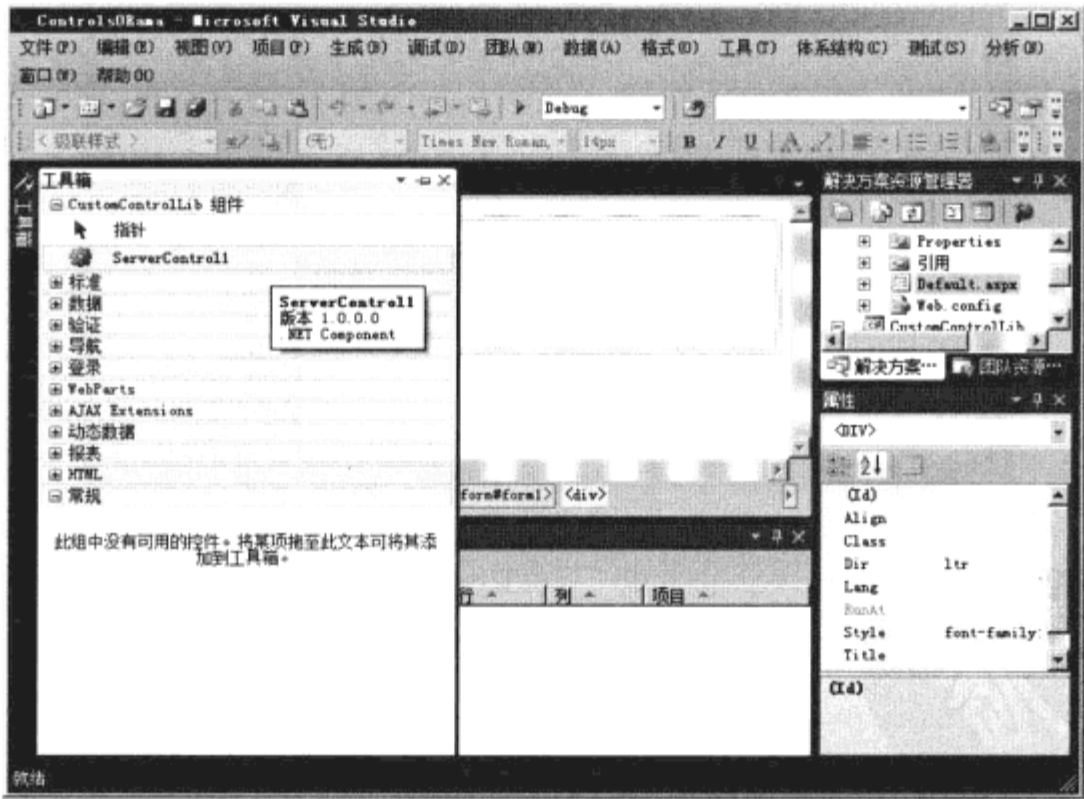 ControlsORama - Microsoft Visual Studio
文件(F) 编辑(E) 视图(V) 项目(P) 生成(B) 调试(D) 团队(M) 数据(A) 格式(O) 工具(T) 体系结构(C) 测试(S) 分析(N)
窗口(W) 帮助(H)
Debug
< 级联样式 > (无) Times New Roman, 14px B I U A
工具箱
工具箱
CustomControlLib 组件
指针
ServerControl1
标准
数据
验证
导航
登录
WebParts
AJAX Extensions
动态数据
报表
HTML
常规
此组中没有可用的控件。将某项拖至此文本可将其添
加到工具箱。
ServerControl1
版本 1.0.0.0
.NET Component
form#form1> <div>
行 列 项目
解决方案资源管理器
Properties
引用
Default.aspx
Web.config
CustomControlLib
解决方案… 团队资源…
属性
<DIV>
(Id)
Align
Class
Dir ltr
Lang
RunAt
Style font-family:
Title
(Id)
就绪